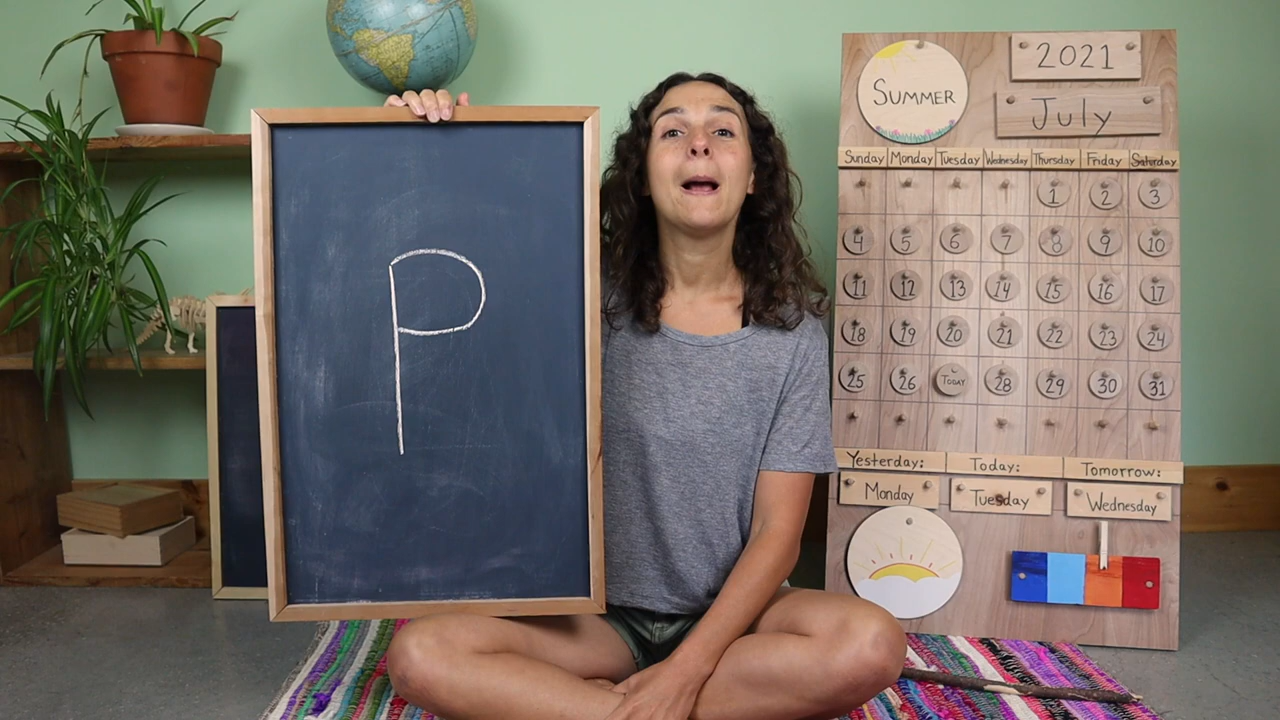 P
SUMMER
2021
July
Sunday Monday Tuesday Wednesday Thursday Friday Saturday
1 2 3
4 5 6 7 8 9 10
11 12 13 14 15 16 17
18 19 20 21 22 23 24
25 26 TODAY 28 29 30 31
Yesterday: Today: Tomorrow:
Monday Tuesday Wednesday